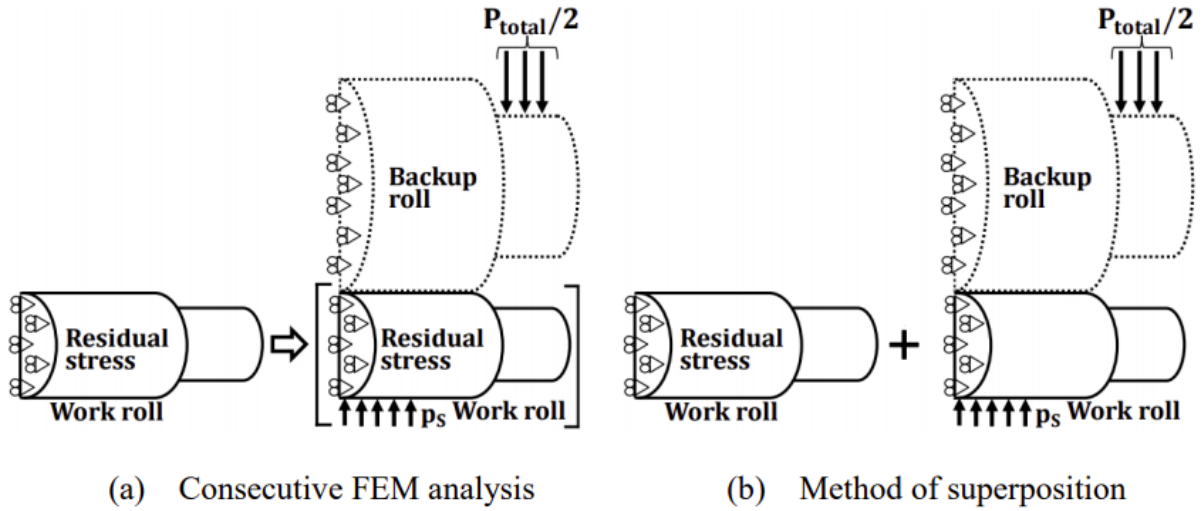 P_total/2
Backup
roll
Residual
stress
Work roll
Residual
stress
p_s Work roll
(a) Consecutive FEM analysis
P_total/2
Backup
roll
Residual
stress
Work roll
+
p_s Work roll
(b) Method of superposition